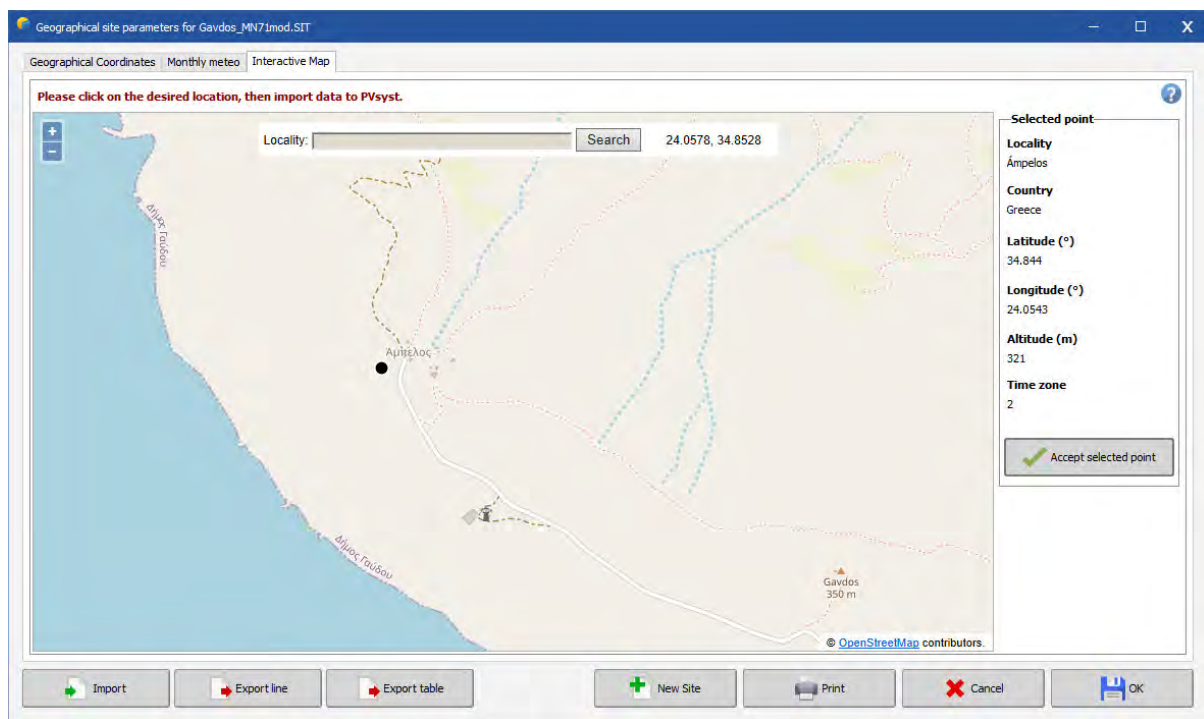 Geographical site parameters for Gavdos_MN71mod.SIT
Geographical Coordinates Monthly meteo Interactive Map
Please click on the desired location, then import data to PVsyst.
Locality: Search 24.0578, 34.8528
Δήμος Γαύδου
Άμπελος
Δήμος Γαύδου
Gavdos
350 m
© OpenStreetMap contributors.
Selected point
Locality
Ámpelos
Country
Greece
Latitude (°)
34.844
Longitude (°)
24.0543
Altitude (m)
321
Time zone
2
Accept selected point
Import Export line Export table New Site Print Cancel OK